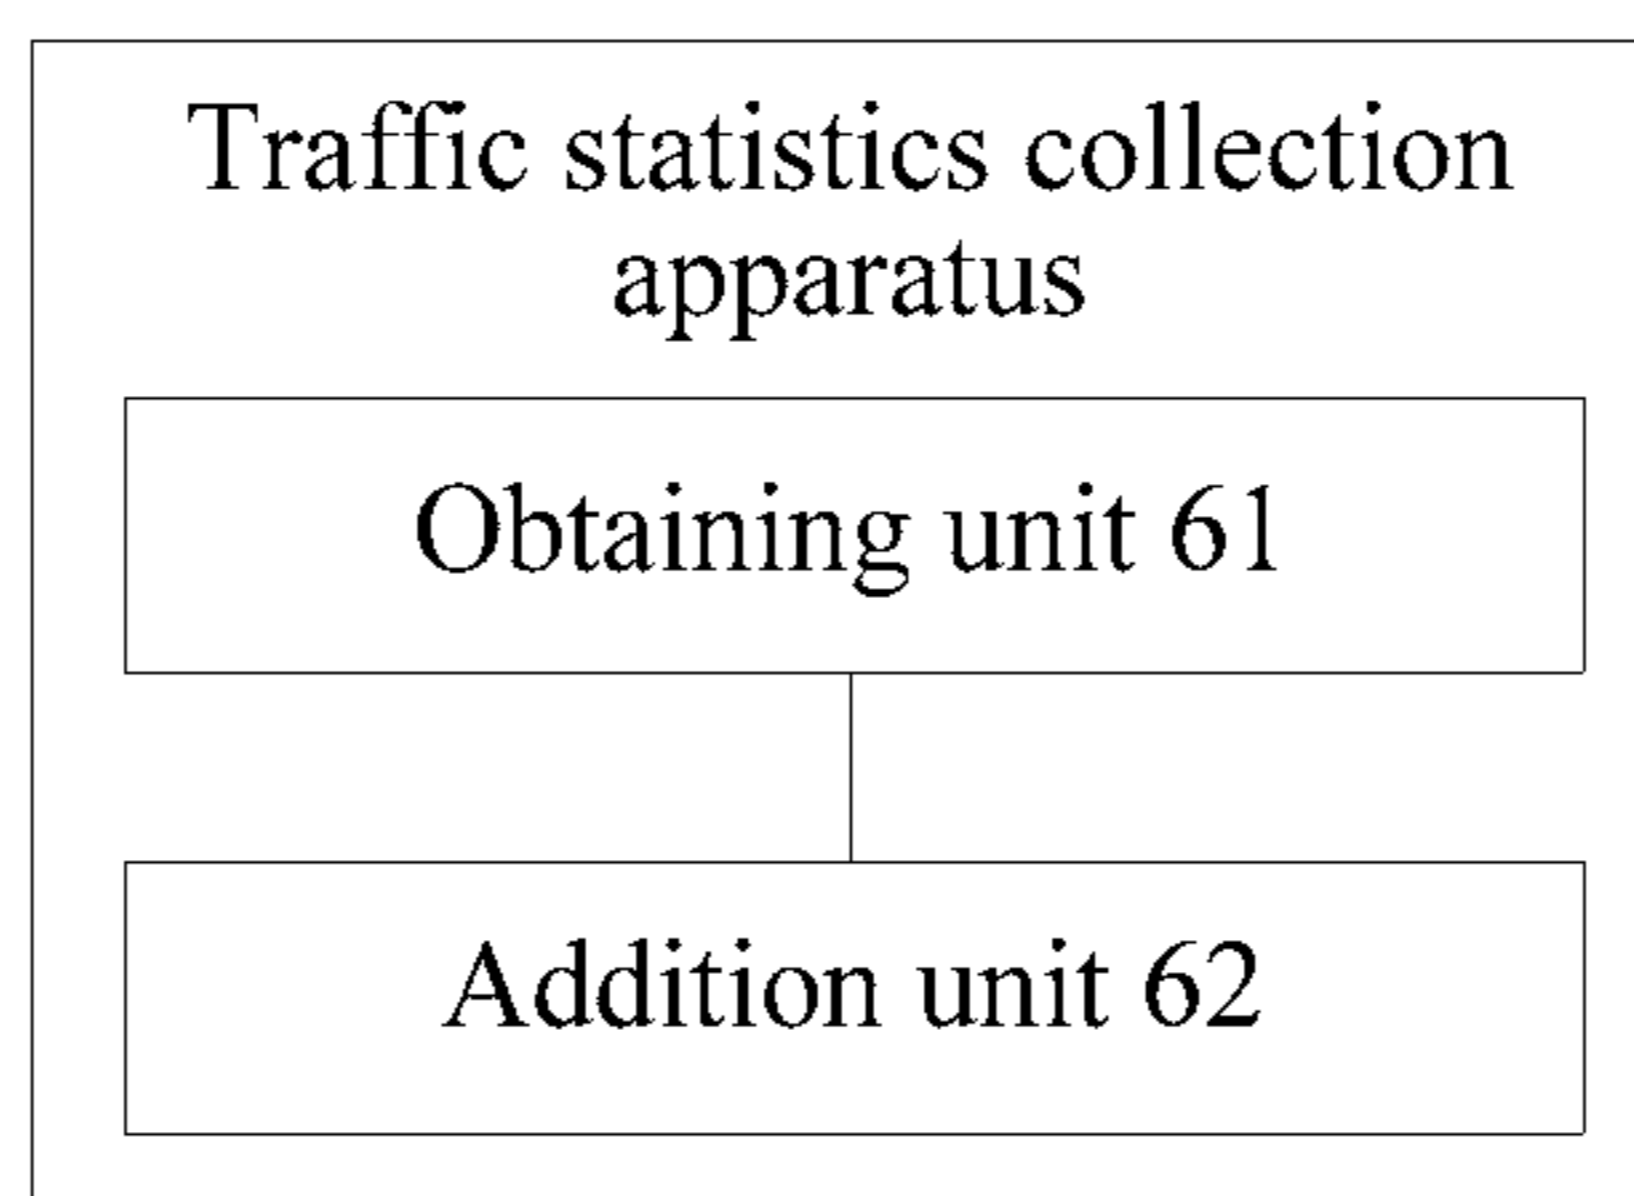 Traffic statistics collection
apparatus
Obtaining unit 61
Addition unit 62